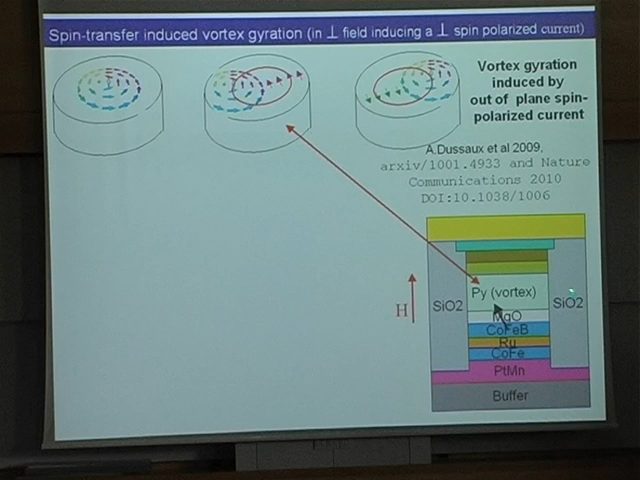 Spin-transfer induced vortex gyration (in ⊥ field inducing a ⊥ spin polarized current)
Vortex gyration
induced by
out of plane spin-
polarized current
A.Dussaux et al 2009,
arxiv/1001.4933 and Nature
Communications 2010
DOI:10.1038/1006
H
Py (vortex)
SiO2
SiO2
MgO
CoFeB
Ru
CoFe
PtMn
Buffer